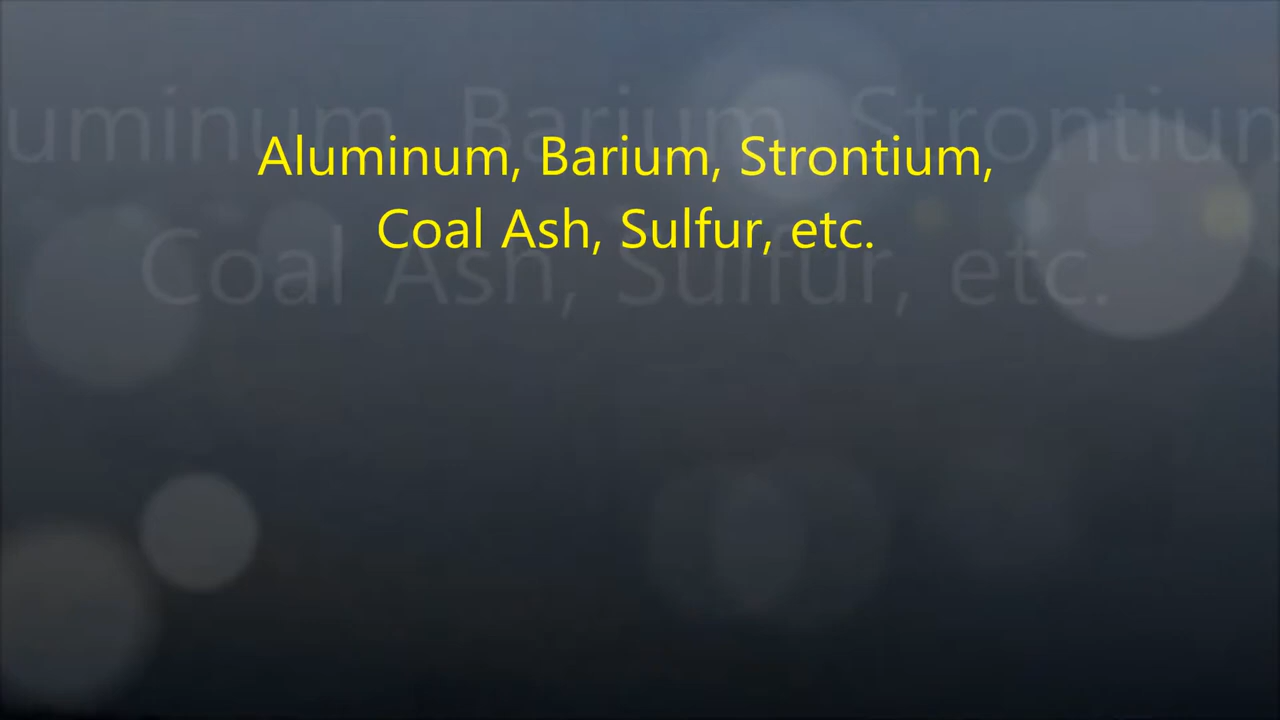 Aluminum, Barium, Strontium,
Coal Ash, Sulfur, etc.